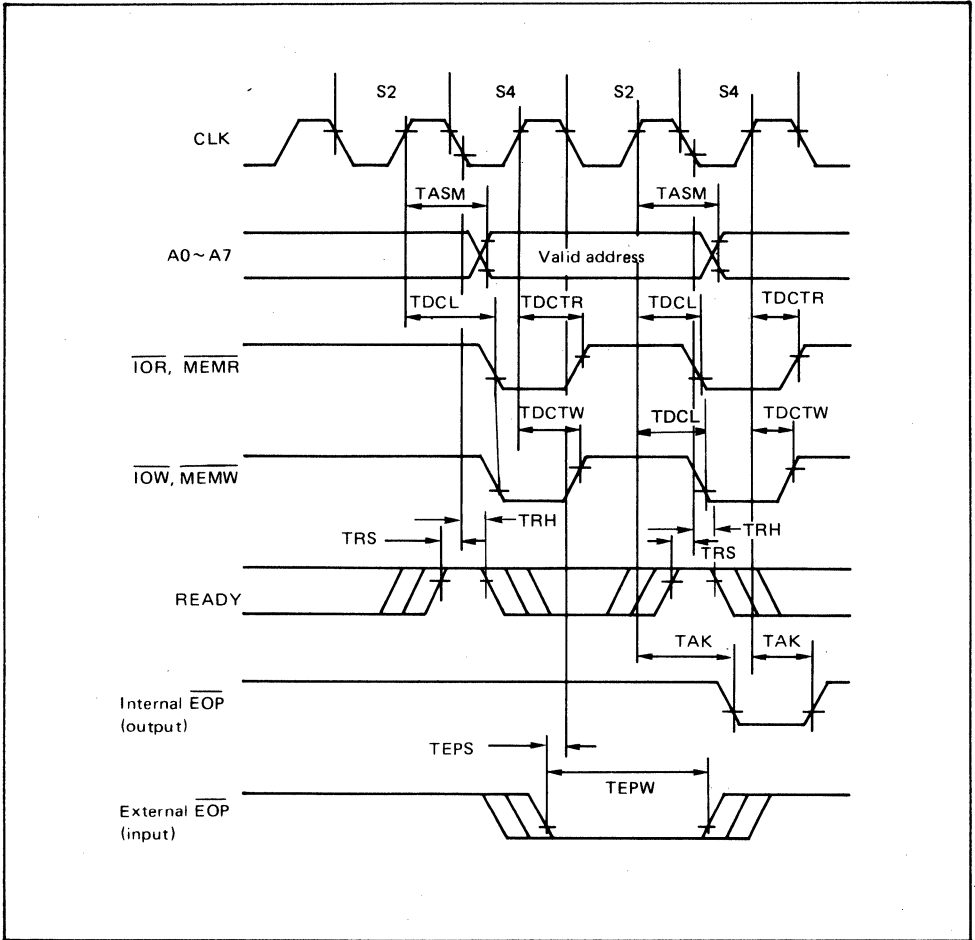 S2 S4 S2 S4
CLK
TASM TASM
A0~A7 Valid address
TDCL TDCTR TDCL TDCTR
IOR, MEMR
TDCTW TDCL TDCTW
IOW, MEMW
TRH TRH
TRS TRS
READY
TAK TAK
Internal EOP
(output)
TEPS
TEPW
External EOP
(input)